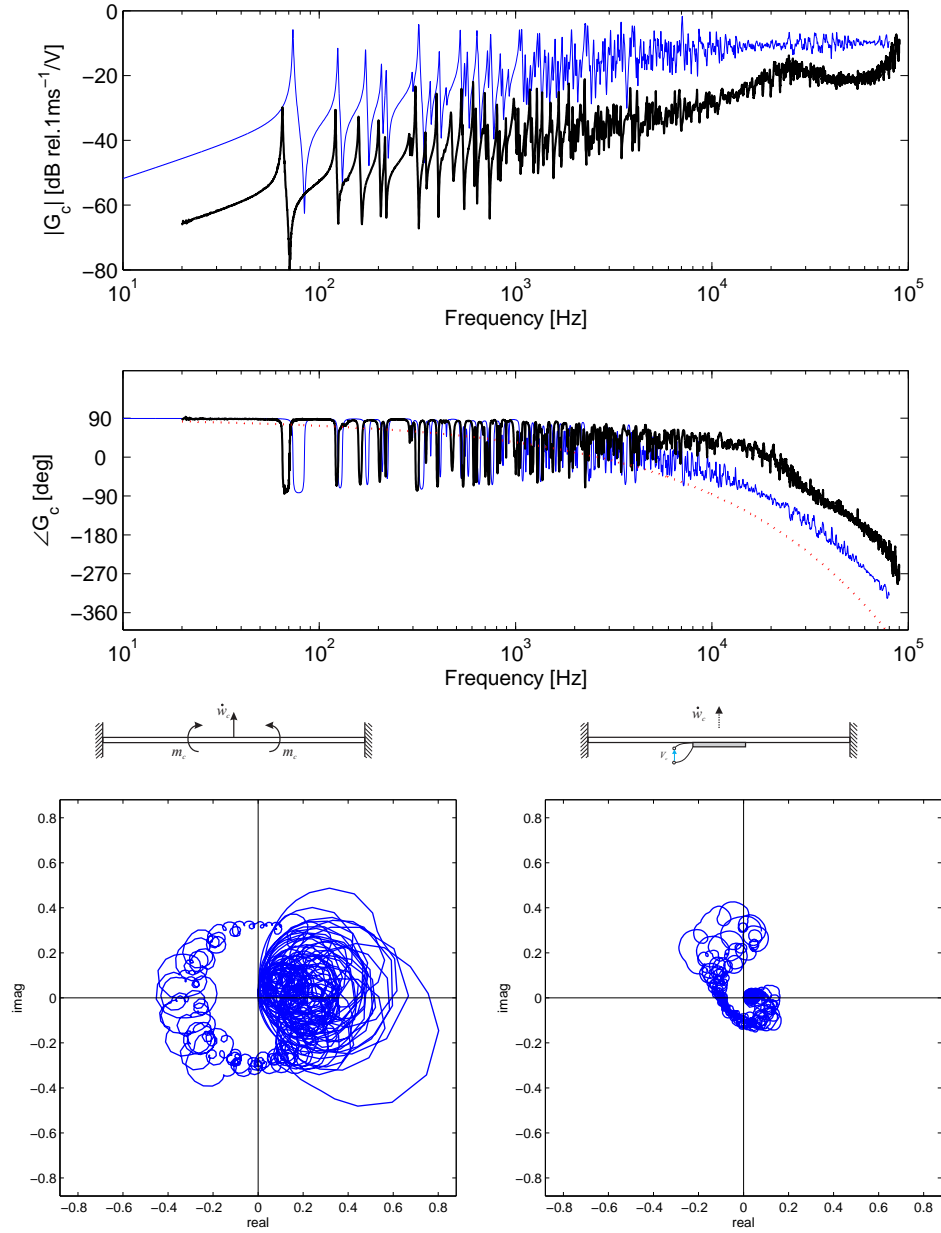 0
−20
−40
−60
−80
|G_c| [dB rel.1ms^−1/V]
10^1 10^2 10^3 10^4 10^5
Frequency [Hz]
90
0
−90
−180
−270
−360
∠G_c [deg]
10^1 10^2 10^3 10^4 10^5
Frequency [Hz]
ẇ_c
m_c m_c
ẇ_c
V_c
0.8
0.6
0.4
0.2
0
−0.2
−0.4
−0.6
−0.8
imag
−0.8 −0.6 −0.4 −0.2 0 0.2 0.4 0.6 0.8
real
0.8
0.6
0.4
0.2
0
−0.2
−0.4
−0.6
−0.8
imag
−0.8 −0.6 −0.4 −0.2 0 0.2 0.4 0.6 0.8
real